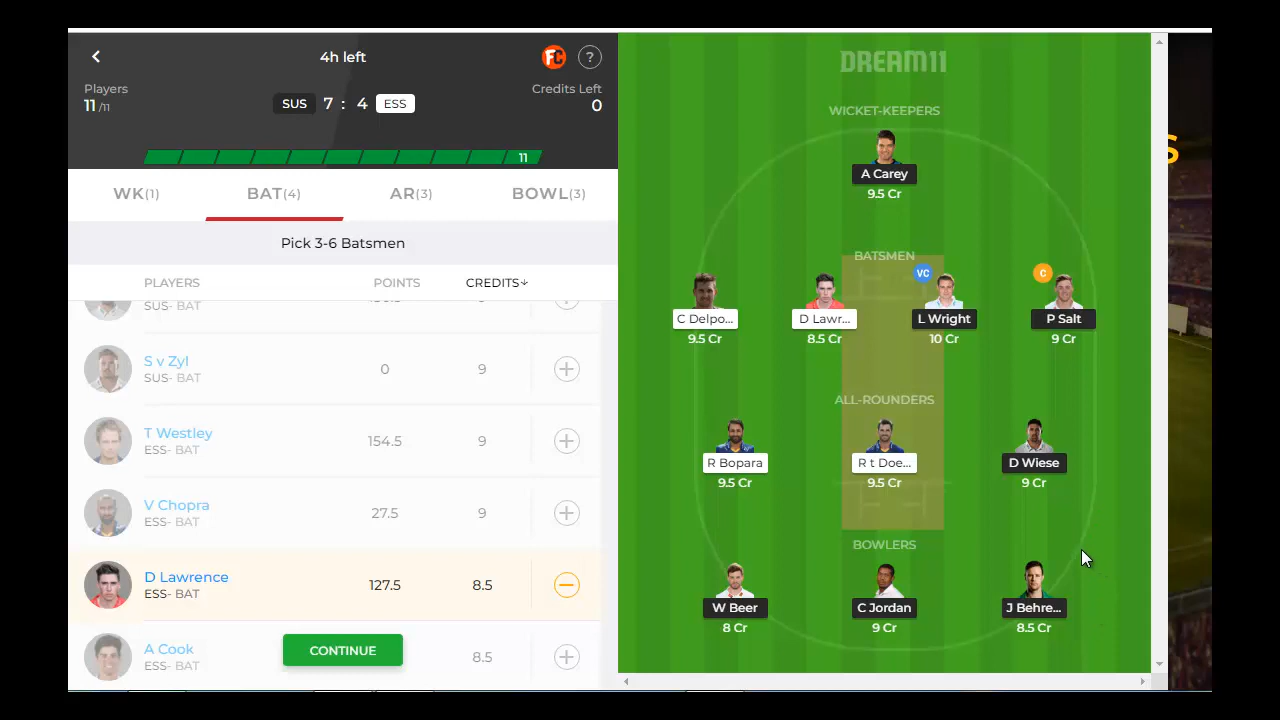 4h left
FC
?
Players
11 /11
SUS 7 : 4 ESS
Credits Left
0
11
WK(1) BAT(4) AR(3) BOWL(3)
Pick 3-6 Batsmen
PLAYERS POINTS CREDITS↓
SUS- BAT
S v Zyl
SUS- BAT
0 9
T Westley
ESS- BAT
154.5 9
V Chopra
ESS- BAT
27.5 9
D Lawrence
ESS- BAT
127.5 8.5
A Cook
ESS- BAT
8.5
CONTINUE
DREAM11
WICKET-KEEPERS
A Carey
9.5 Cr
BATSMEN
VC C
C Delpo... D Lawr... L Wright P Salt
9.5 Cr 8.5 Cr 10 Cr 9 Cr
ALL-ROUNDERS
R Bopara R t Doe... D Wiese
9.5 Cr 9.5 Cr 9 Cr
BOWLERS
W Beer C Jordan J Behre...
8 Cr 9 Cr 8.5 Cr
S